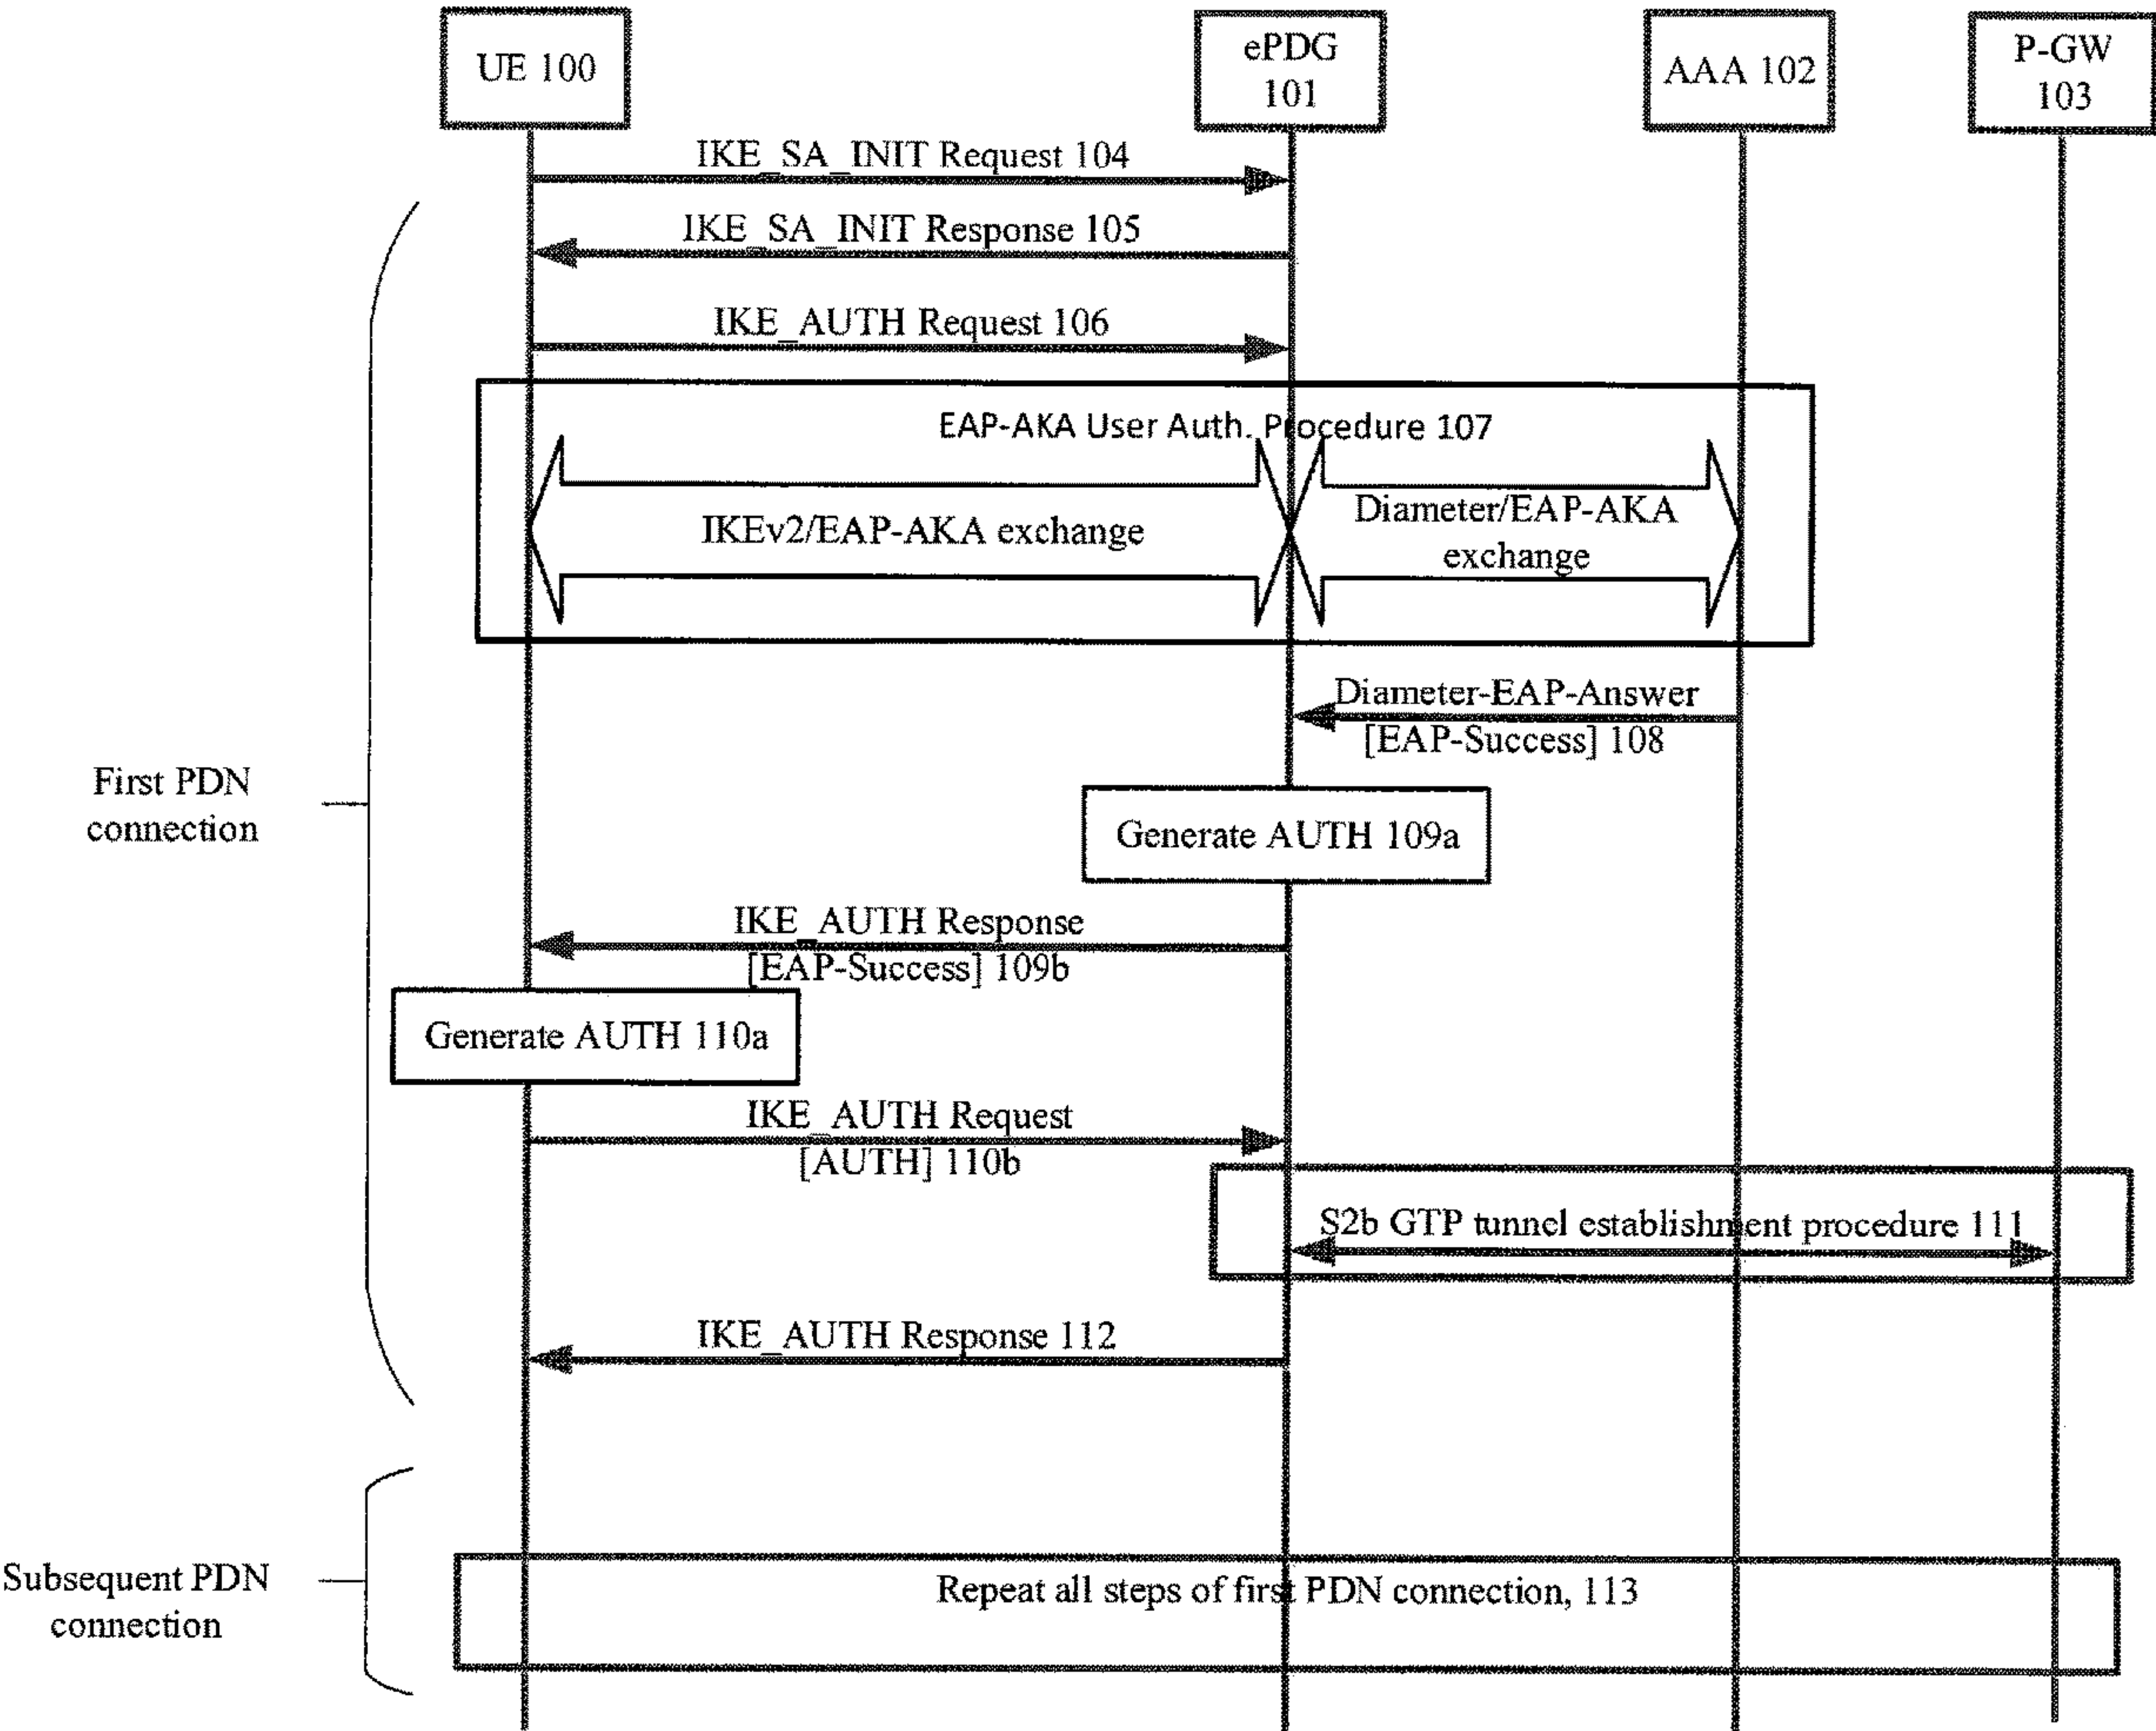 UE 100
ePDG
101
AAA 102
P-GW
103
IKE_SA_INIT Request 104
IKE_SA_INIT Response 105
IKE_AUTH Request 106
EAP-AKA User Auth. Procedure 107
IKEv2/EAP-AKA exchange
Diameter/EAP-AKA
exchange
Diameter-EAP-Answer
[EAP-Success] 108
First PDN
connection
Generate AUTH 109a
IKE_AUTH Response
[EAP-Success] 109b
Generate AUTH 110a
IKE_AUTH Request
[AUTH] 110b
S2b GTP tunnel establishment procedure 111
IKE_AUTH Response 112
Subsequent PDN
connection
Repeat all steps of first PDN connection, 113